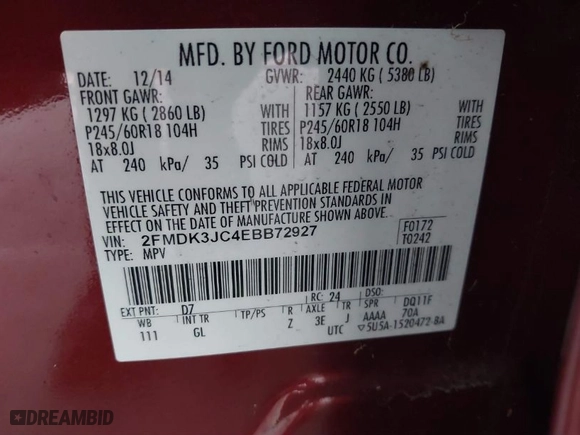 MFD. BY FORD MOTOR CO.
DATE: 12/14 GVWR: 2440 KG ( 5380 LB)
FRONT GAWR: REAR GAWR:
1297 KG ( 2860 LB) WITH 1157 KG ( 2550 LB) WITH
P245/60R18 104H TIRES P245/60R18 104H TIRES
18x8.0J RIMS 18x8.0J RIMS
AT 240 kPa/ 35 PSI COLD AT 240 kPa/ 35 PSI COLD
THIS VEHICLE CONFORMS TO ALL APPLICABLE FEDERAL MOTOR
VEHICLE SAFETY AND THEFT PREVENTION STANDARDS IN
EFFECT ON THE DATE OF MANUFACTURE SHOWN ABOVE.
VIN: 2FMDK3JC4EBB72927 F0172
TYPE: MPV T0242
EXT PNT: D7 RC: 24 DSO:
WB INT TR TP/PS R AXLE TR SPR DQ11F
111 GL Z 3E J AAAA 70A
UTC ▽5USA-1520472-BA
DREAMBID